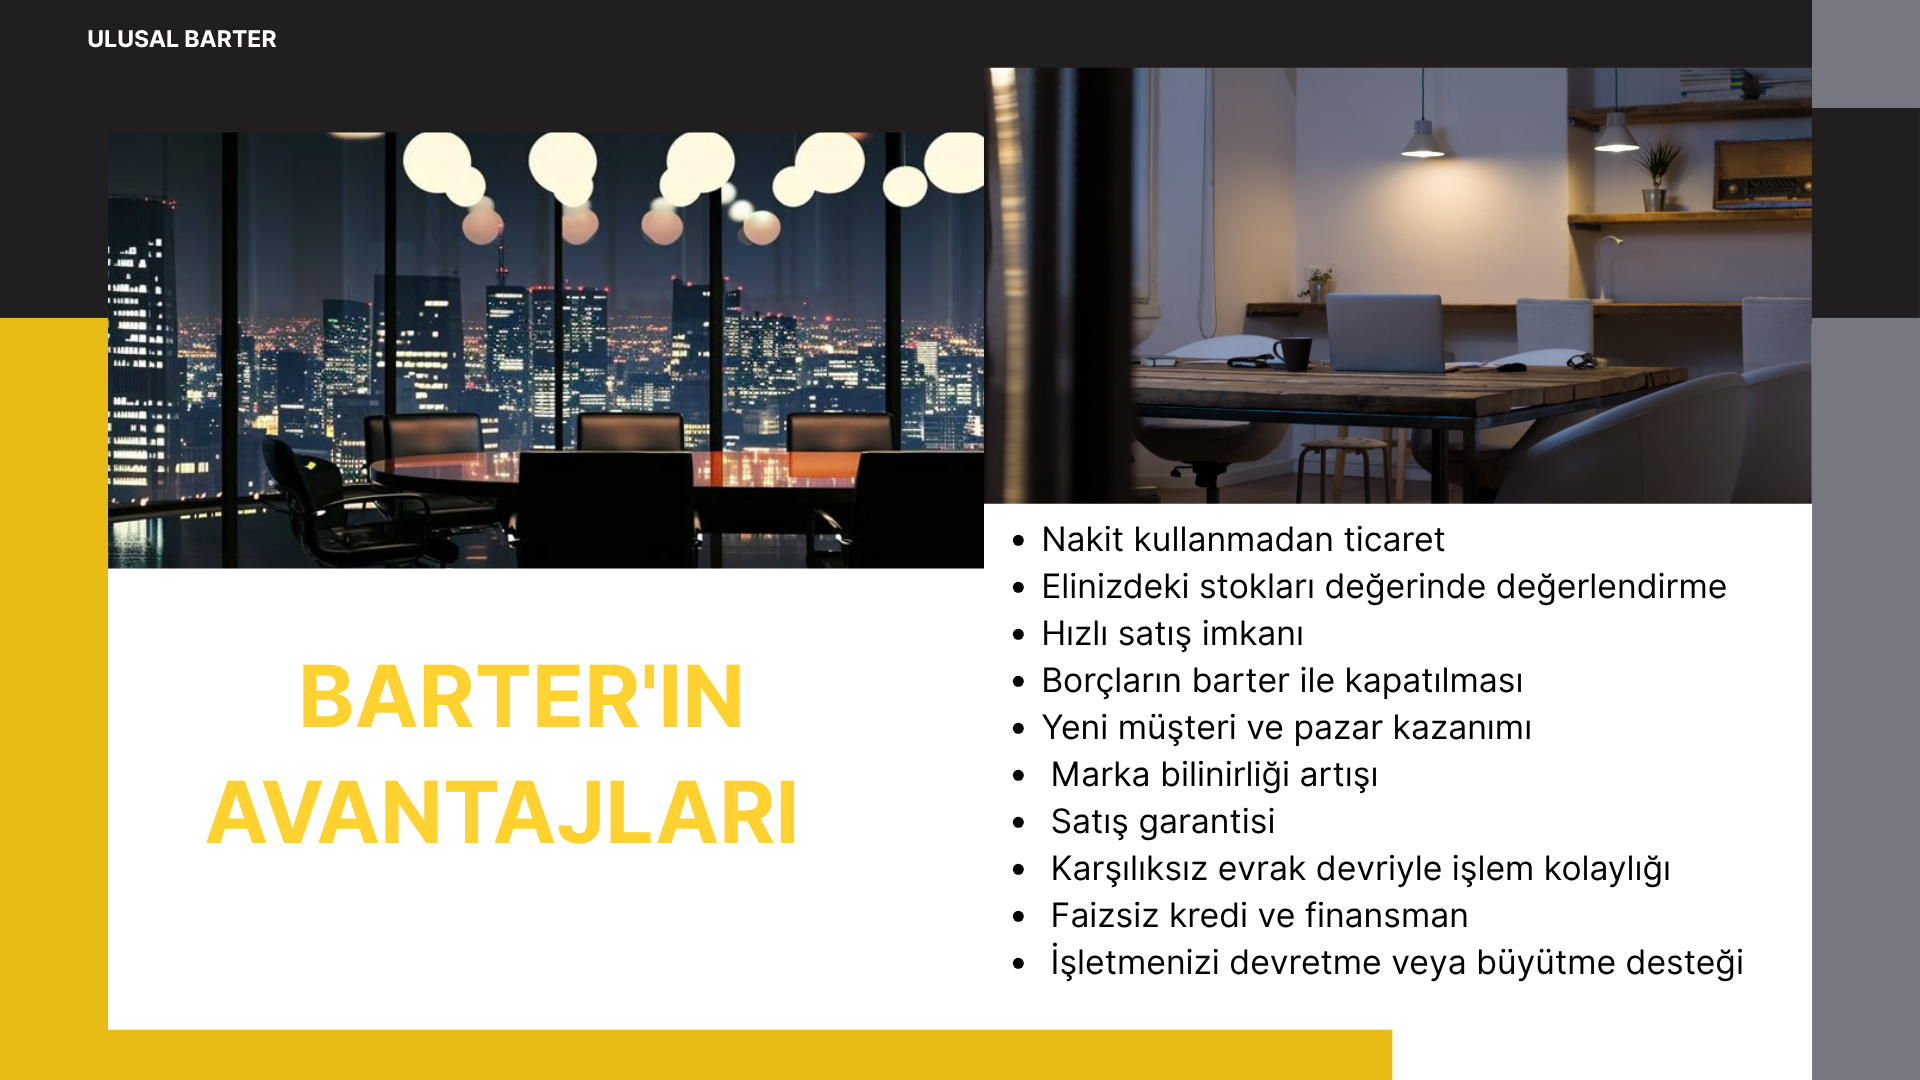 ULUSAL BARTER
BARTER'IN
AVANTAJLARI
• Nakit kullanmadan ticaret
• Elinizdeki stokları değerinde değerlendirme
• Hızlı satış imkanı
• Borçların barter ile kapatılması
• Yeni müşteri ve pazar kazanımı
• Marka bilinirliği artışı
• Satış garantisi
• Karşılıksız evrak devriyle işlem kolaylığı
• Faizsiz kredi ve finansman
• İşletmenizi devretme veya büyütme desteği